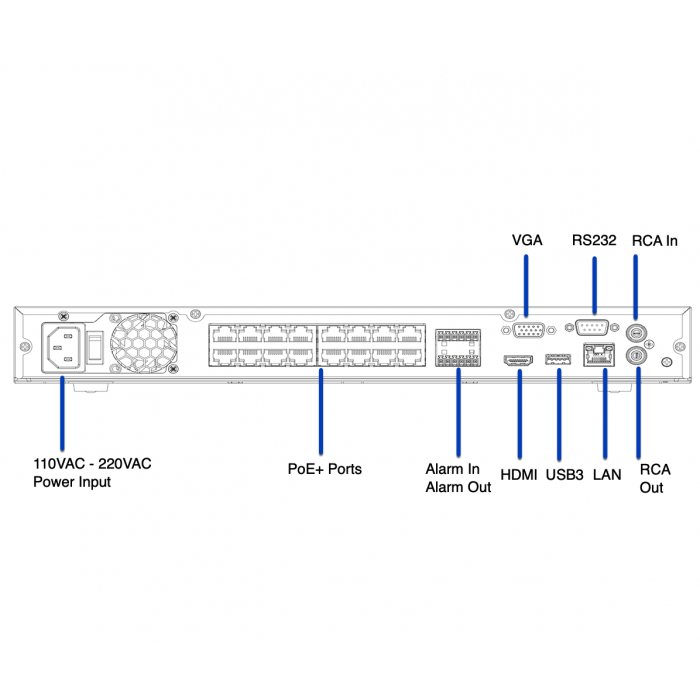 VGA
RS232
RCA In
110VAC - 220VAC
Power Input
PoE+ Ports
Alarm In
Alarm Out
HDMI
USB3
LAN
RCA
Out